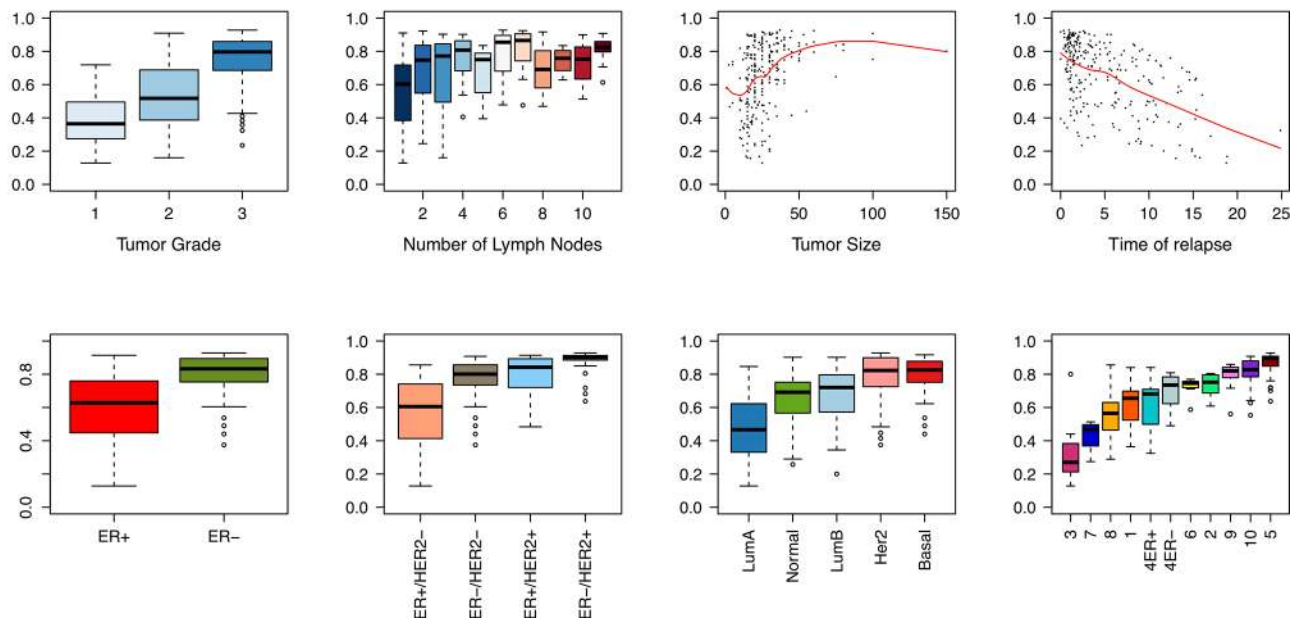 1.0
0.8
0.6
0.4
0.2
0.0
1 2 3
Tumor Grade
1.0
0.8
0.6
0.4
0.2
0.0
2 4 6 8 10
Number of Lymph Nodes
1.0
0.8
0.6
0.4
0.2
0.0
0 50 100 150
Tumor Size
1.0
0.8
0.6
0.4
0.2
0.0
0 5 10 15 20 25
Time of relapse
0.8
0.4
0.0
ER+ ER−
1.0
0.8
0.6
0.4
0.2
0.0
ER+/HER2−
ER−/HER2−
ER+/HER2+
ER−/HER2+
1.0
0.8
0.6
0.4
0.2
0.0
LumA
Normal
LumB
Her2
Basal
1.0
0.8
0.6
0.4
0.2
0.0
3
7
8
1
4ER+
4ER−
6
2
9
10
5